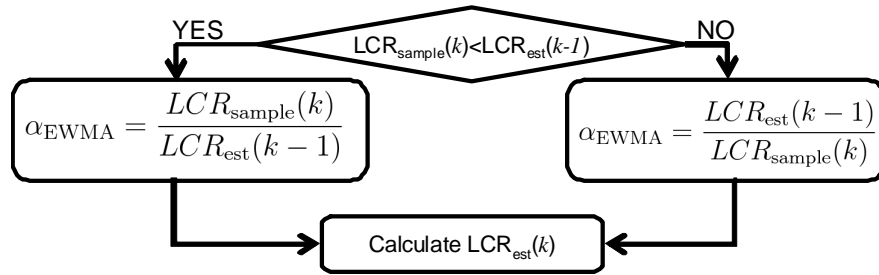 YES
LCR_sample(k)<LCR_est(k-1)
NO
α_EWMA = LCR_sample(k) / LCR_est(k − 1)
α_EWMA = LCR_est(k − 1) / LCR_sample(k)
Calculate LCR_est(k)